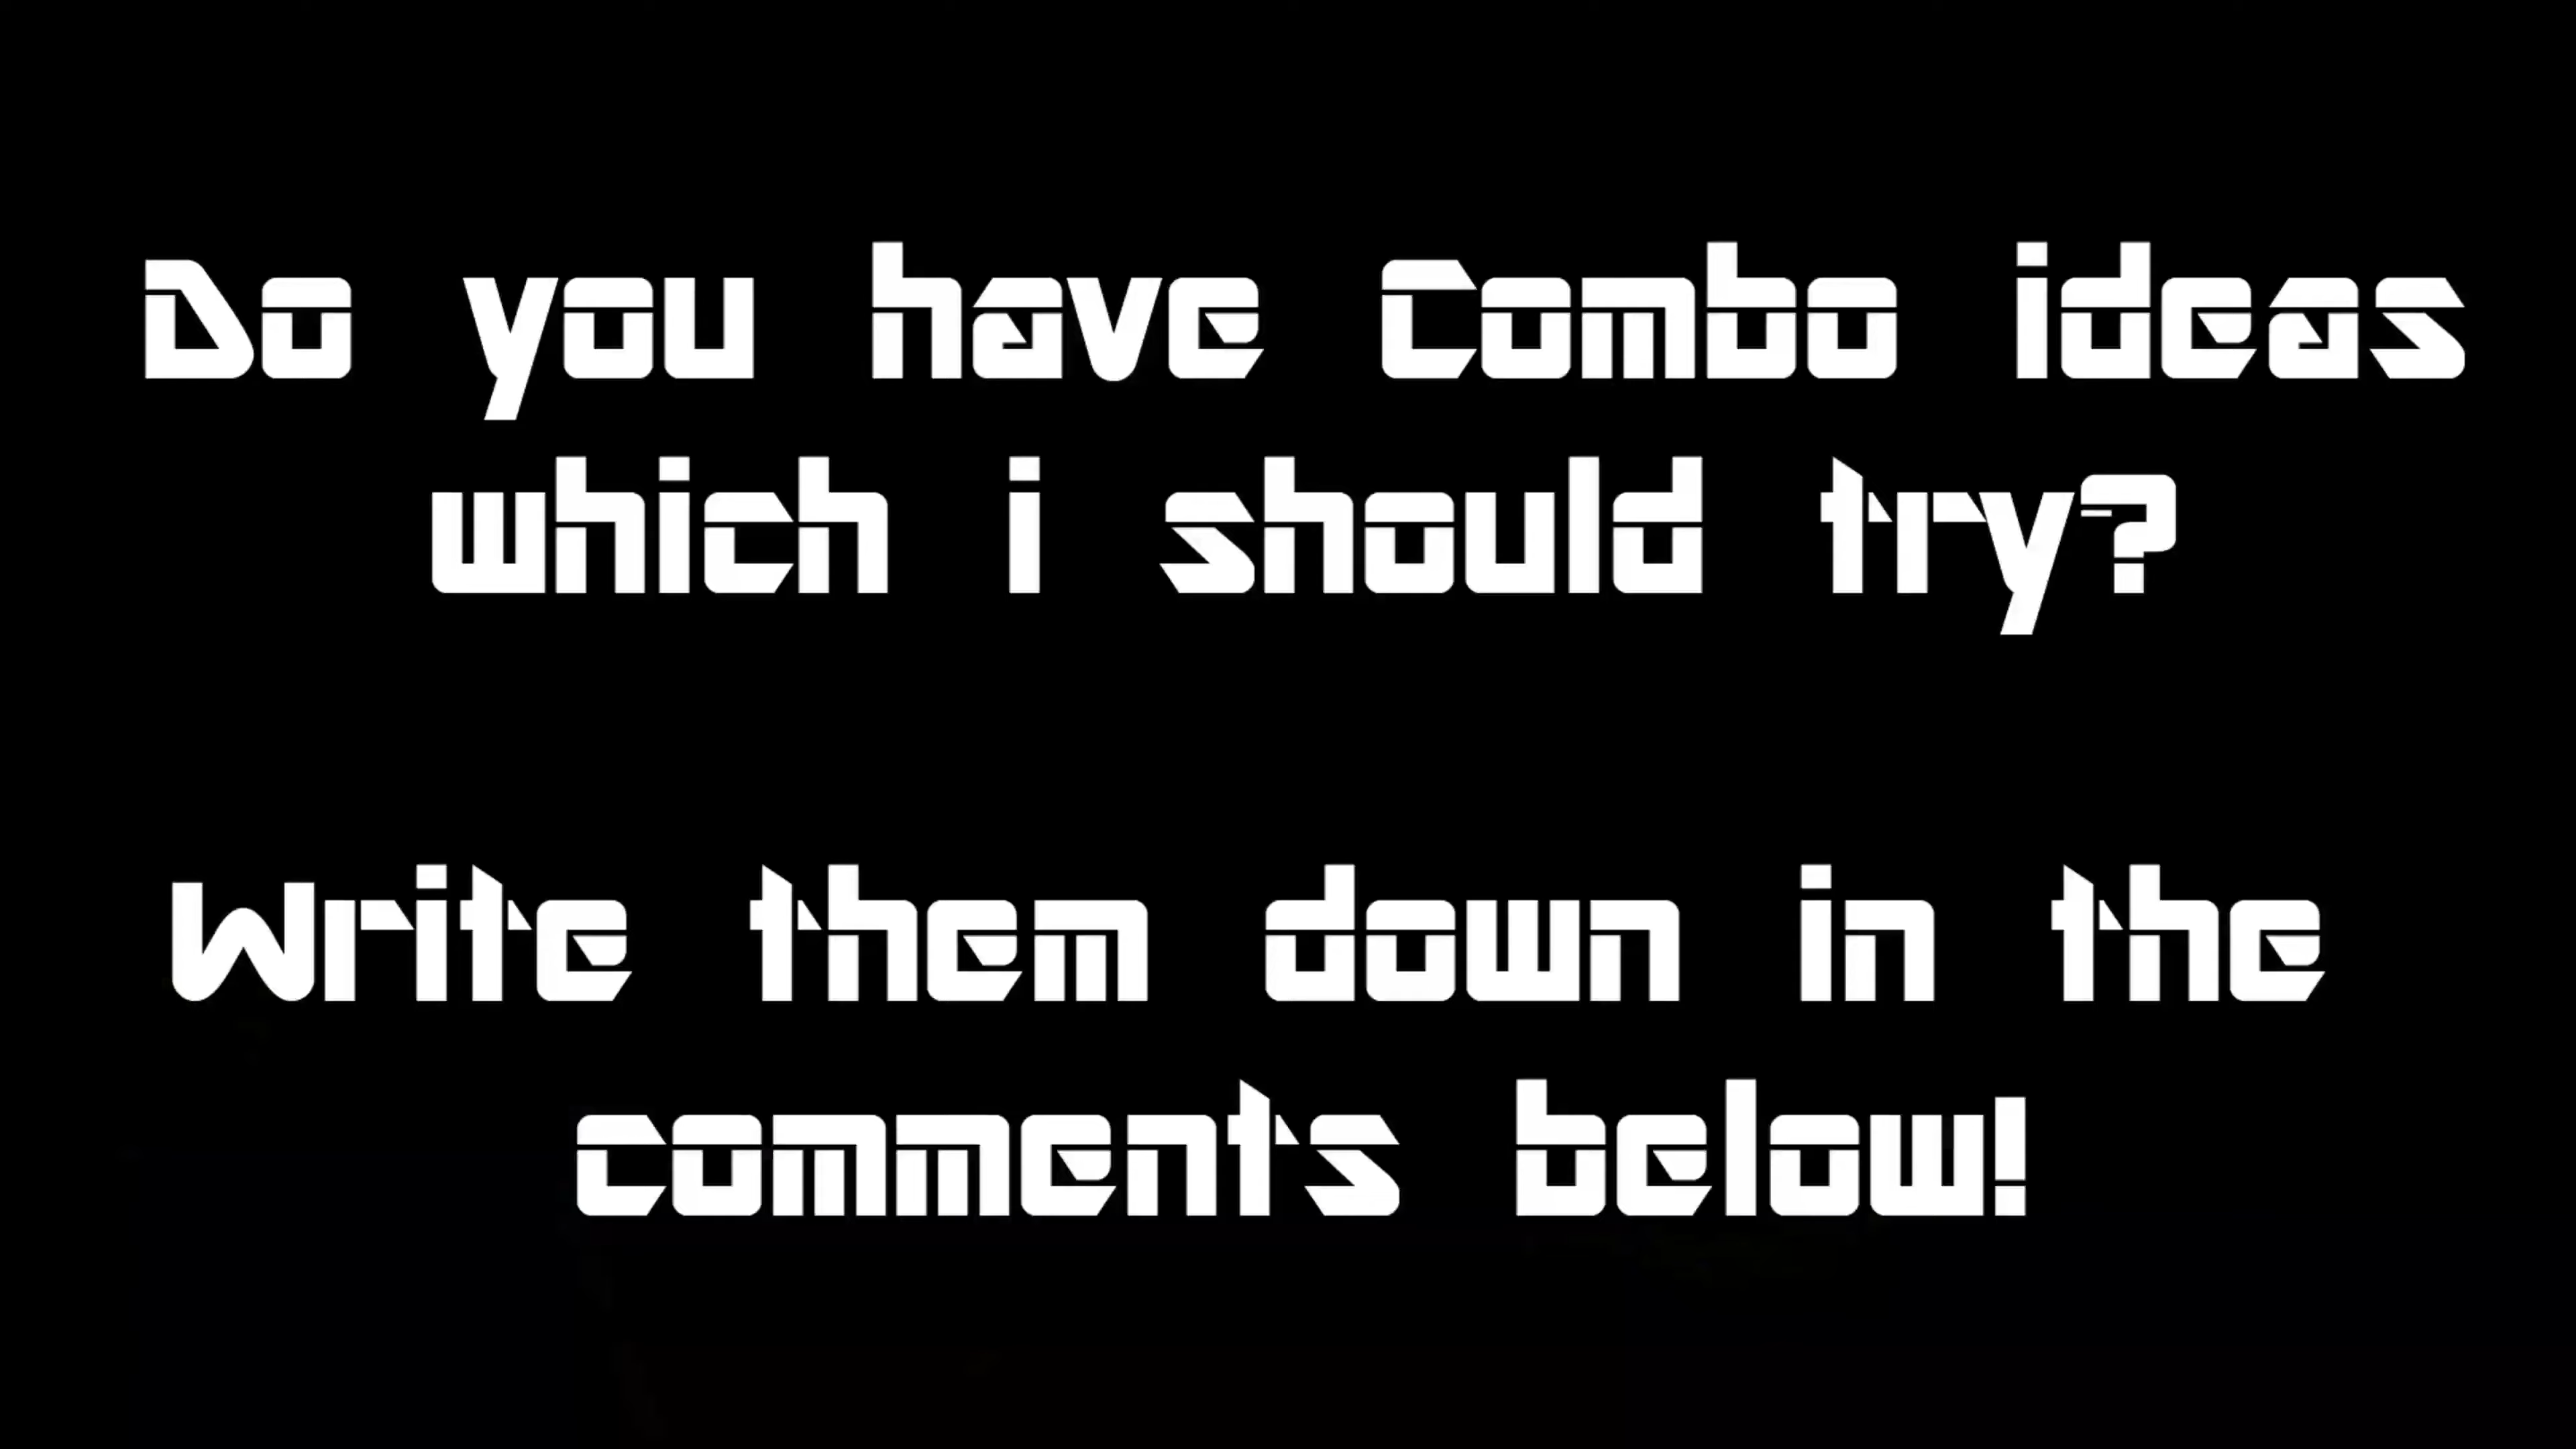 Do you have Combo ideas
which i should try?
Write them down in the
comments below!